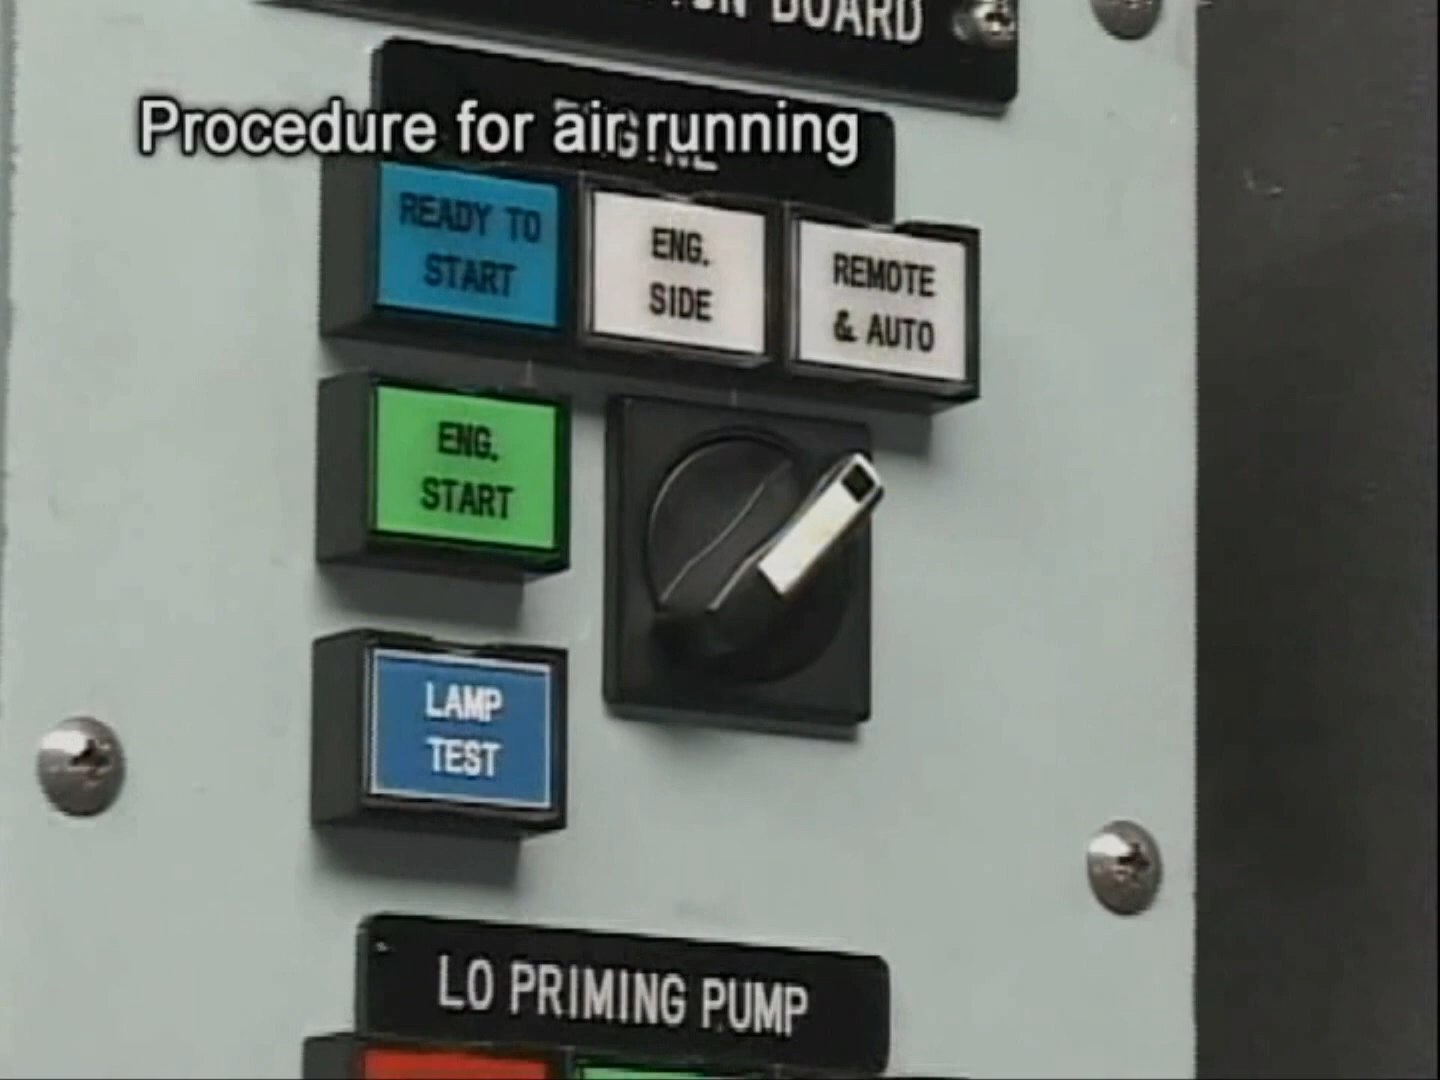 BOARD
Procedure for air running
READY TO
START
ENG.
SIDE
REMOTE
& AUTO
ENG.
START
LAMP
TEST
LO PRIMING PUMP